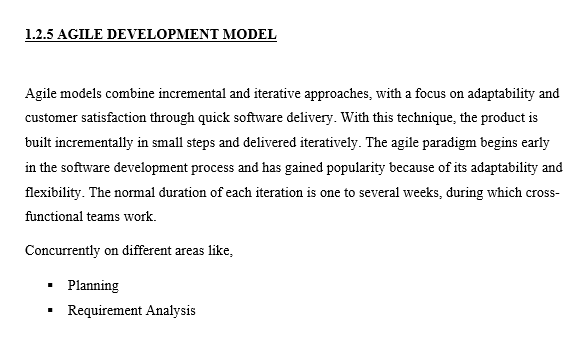 1.2.5 AGILE DEVELOPMENT MODEL
Agile models combine incremental and iterative approaches, with a focus on adaptability and
customer satisfaction through quick software delivery. With this technique, the product is
built incrementally in small steps and delivered iteratively. The agile paradigm begins early
in the software development process and has gained popularity because of its adaptability and
flexibility. The normal duration of each iteration is one to several weeks, during which cross-
functional teams work.
Concurrently on different areas like,
▪ Planning
▪ Requirement Analysis